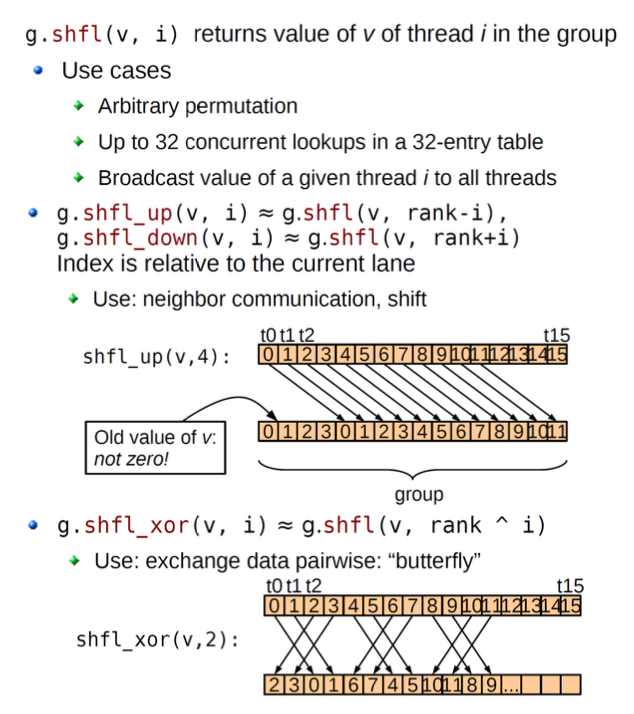 g.shfl(v, i) returns value of v of thread i in the group
Use cases
Arbitrary permutation
Up to 32 concurrent lookups in a 32-entry table
Broadcast value of a given thread i to all threads
g.shfl_up(v, i) ≈ g.shfl(v, rank-i),
g.shfl_down(v, i) ≈ g.shfl(v, rank+i)
Index is relative to the current lane
Use: neighbor communication, shift
t0 t1 t2 t15
shfl_up(v,4): 0 1 2 3 4 5 6 7 8 9 10 11 12 13 14 15
Old value of v:
not zero!
0 1 2 3 0 1 2 3 4 5 6 7 8 9 10 11
group
g.shfl_xor(v, i) ≈ g.shfl(v, rank ^ i)
Use: exchange data pairwise: “butterfly”
t0 t1 t2 t15
0 1 2 3 4 5 6 7 8 9 10 11 12 13 14 15
shfl_xor(v,2):
2 3 0 1 6 7 4 5 10 11 8 9 ...